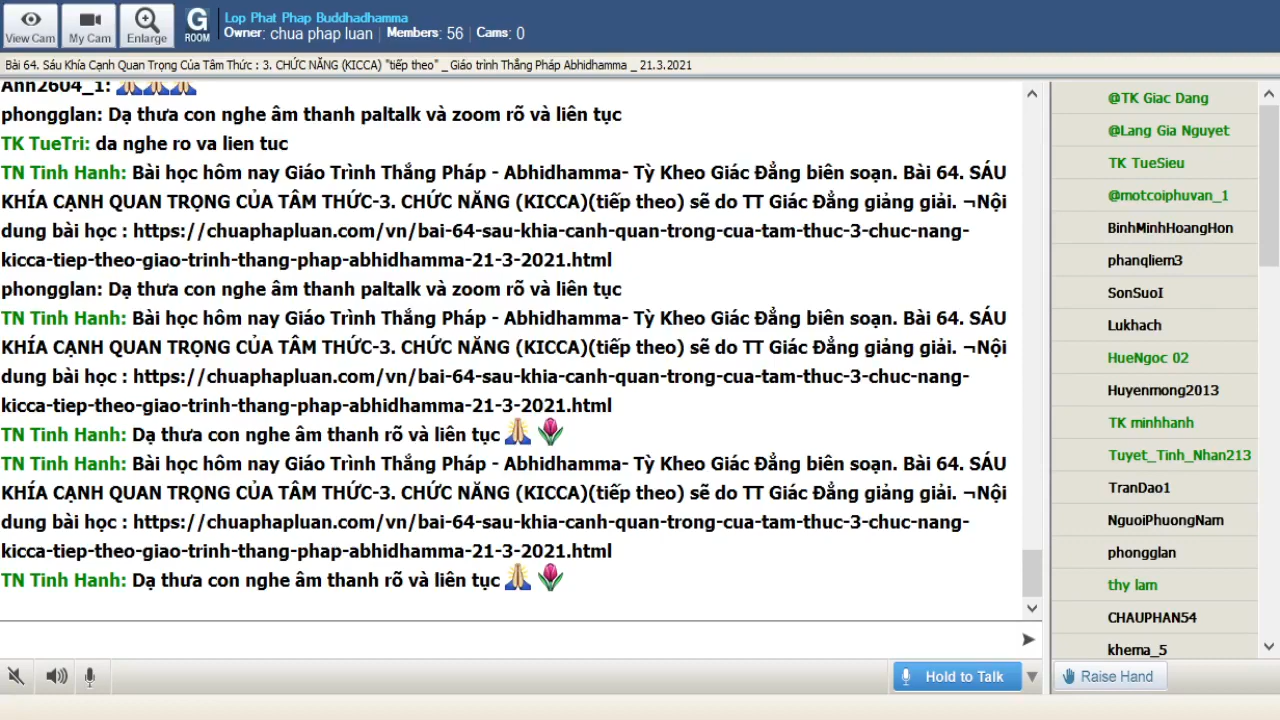 View Cam
My Cam
Enlarge
G
ROOM
Lop Phat Phap Buddhadhamma
Owner: chua phap luan | Members: 56 | Cams: 0
Bài 64. Sáu Khía Cạnh Quan Trọng Của Tâm Thức : 3. CHỨC NĂNG (KICCA) "tiếp theo" _ Giáo trình Thắng Pháp Abhidhamma _ 21.3.2021
Anh2604_1: 🙏🙏🙏
phongglan: Dạ thưa con nghe âm thanh paltalk và zoom rõ và liên tục
TK TueTri: da nghe ro va lien tuc
TN Tinh Hanh: Bài học hôm nay Giáo Trình Thắng Pháp - Abhidhamma- Tỳ Kheo Giác Đẳng biên soạn. Bài 64. SÁU
KHÍA CẠNH QUAN TRỌNG CỦA TÂM THỨC-3. CHỨC NĂNG (KICCA)(tiếp theo) sẽ do TT Giác Đẳng giảng giải. ¬Nội
dung bài học : https://chuaphapluan.com/vn/bai-64-sau-khia-canh-quan-trong-cua-tam-thuc-3-chuc-nang-
kicca-tiep-theo-giao-trinh-thang-phap-abhidhamma-21-3-2021.html
phongglan: Dạ thưa con nghe âm thanh paltalk và zoom rõ và liên tục
TN Tinh Hanh: Bài học hôm nay Giáo Trình Thắng Pháp - Abhidhamma- Tỳ Kheo Giác Đẳng biên soạn. Bài 64. SÁU
KHÍA CẠNH QUAN TRỌNG CỦA TÂM THỨC-3. CHỨC NĂNG (KICCA)(tiếp theo) sẽ do TT Giác Đẳng giảng giải. ¬Nội
dung bài học : https://chuaphapluan.com/vn/bai-64-sau-khia-canh-quan-trong-cua-tam-thuc-3-chuc-nang-
kicca-tiep-theo-giao-trinh-thang-phap-abhidhamma-21-3-2021.html
TN Tinh Hanh: Dạ thưa con nghe âm thanh rõ và liên tục 🙏🌷
TN Tinh Hanh: Bài học hôm nay Giáo Trình Thắng Pháp - Abhidhamma- Tỳ Kheo Giác Đẳng biên soạn. Bài 64. SÁU
KHÍA CẠNH QUAN TRỌNG CỦA TÂM THỨC-3. CHỨC NĂNG (KICCA)(tiếp theo) sẽ do TT Giác Đẳng giảng giải. ¬Nội
dung bài học : https://chuaphapluan.com/vn/bai-64-sau-khia-canh-quan-trong-cua-tam-thuc-3-chuc-nang-
kicca-tiep-theo-giao-trinh-thang-phap-abhidhamma-21-3-2021.html
TN Tinh Hanh: Dạ thưa con nghe âm thanh rõ và liên tục 🙏🌷
@TK Giac Dang
@Lang Gia Nguyet
TK TueSieu
@motcoiphuvan_1
BinhMinhHoangHon
phanqliem3
SonSuoI
Lukhach
HueNgoc 02
Huyenmong2013
TK minhhanh
Tuyet_Tinh_Nhan213
TranDao1
NguoiPhuongNam
phongglan
thy lam
CHAUPHAN54
khema_5
Hold to Talk
Raise Hand